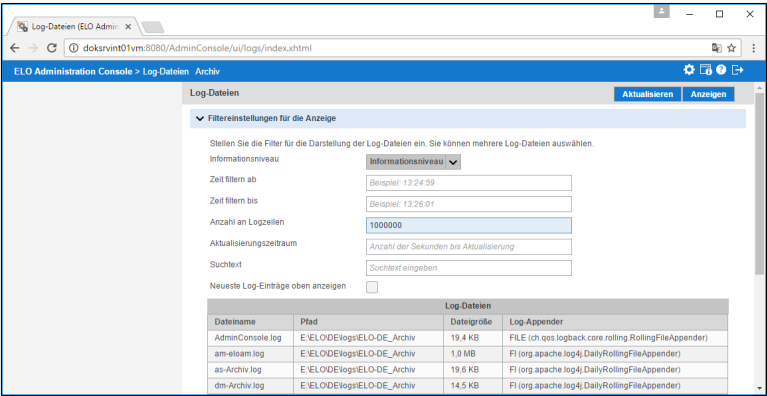 Log-Dateien (ELO Admin
doksrvint01vm:8080/AdminConsole/ui/logs/index.xhtml
ELO Administration Console > Log-Dateien Archiv
Log-Dateien
Aktualisieren
Anzeigen
Filtereinstellungen für die Anzeige
Stellen Sie die Filter für die Darstellung der Log-Dateien ein. Sie können mehrere Log-Dateien auswählen.
Informationsniveau Informationsniveau
Zeit filtern ab Beispiel: 13:24:59
Zeit filtern bis Beispiel: 13:26:01
Anzahl an Logzeilen 1000000
Aktualisierungszeitraum Anzahl der Sekunden bis Aktualisierung
Suchtext Suchtext eingeben
Neueste Log-Einträge oben anzeigen
Log-Dateien
Dateiname Pfad Dateigröße Log-Appender
AdminConsole.log E:\ELO\DE\logs\ELO-DE_Archiv 19,4 KB FILE (ch.qos.logback.core.rolling.RollingFileAppender)
am-eloam.log E:\ELO\DE\logs\ELO-DE_Archiv 1,0 MB FI (org.apache.log4j.DailyRollingFileAppender)
as-Archiv.log E:\ELO\DE\logs\ELO-DE_Archiv 19,6 KB FI (org.apache.log4j.DailyRollingFileAppender)
dm-Archiv.log E:\ELO\DE\logs\ELO-DE_Archiv 14,5 KB FI (org.apache.log4j.DailyRollingFileAppender)